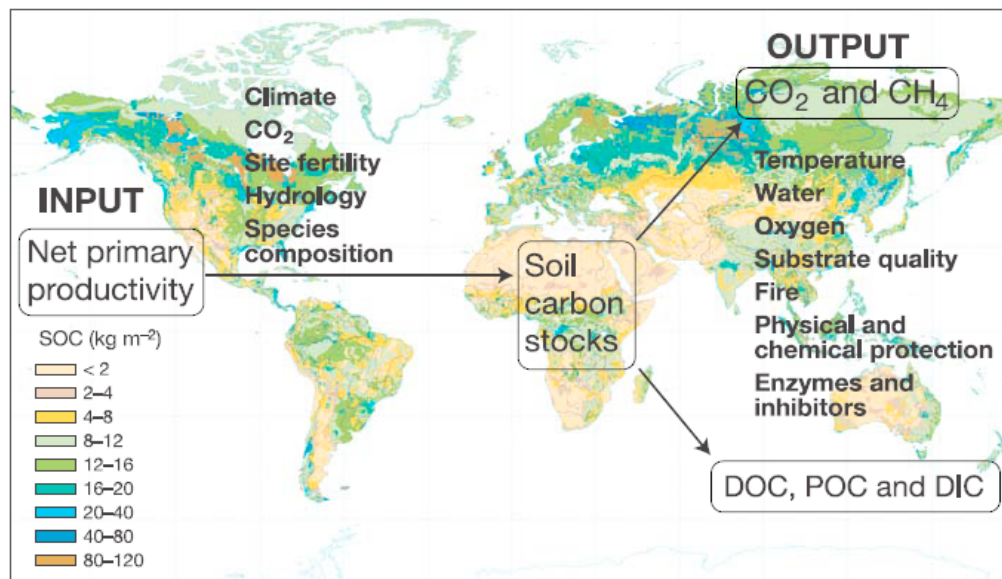 OUTPUT
CO₂ and CH₄
Climate
CO₂
Site fertility
Hydrology
Species
composition
INPUT
Net primary
productivity
Soil
carbon
stocks
Temperature
Water
Oxygen
Substrate quality
Fire
Physical and
chemical protection
Enzymes and
inhibitors
SOC (kg m⁻²)
< 2
2–4
4–8
8–12
12–16
16–20
20–40
40–80
80–120
DOC, POC and DIC